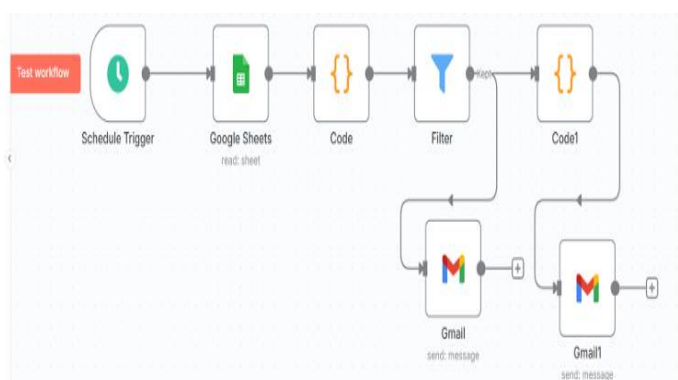 Test workflow
Kept
Schedule Trigger
Google Sheets
read: sheet
Code
Filter
Code1
Gmail
send: message
Gmail1
send: message